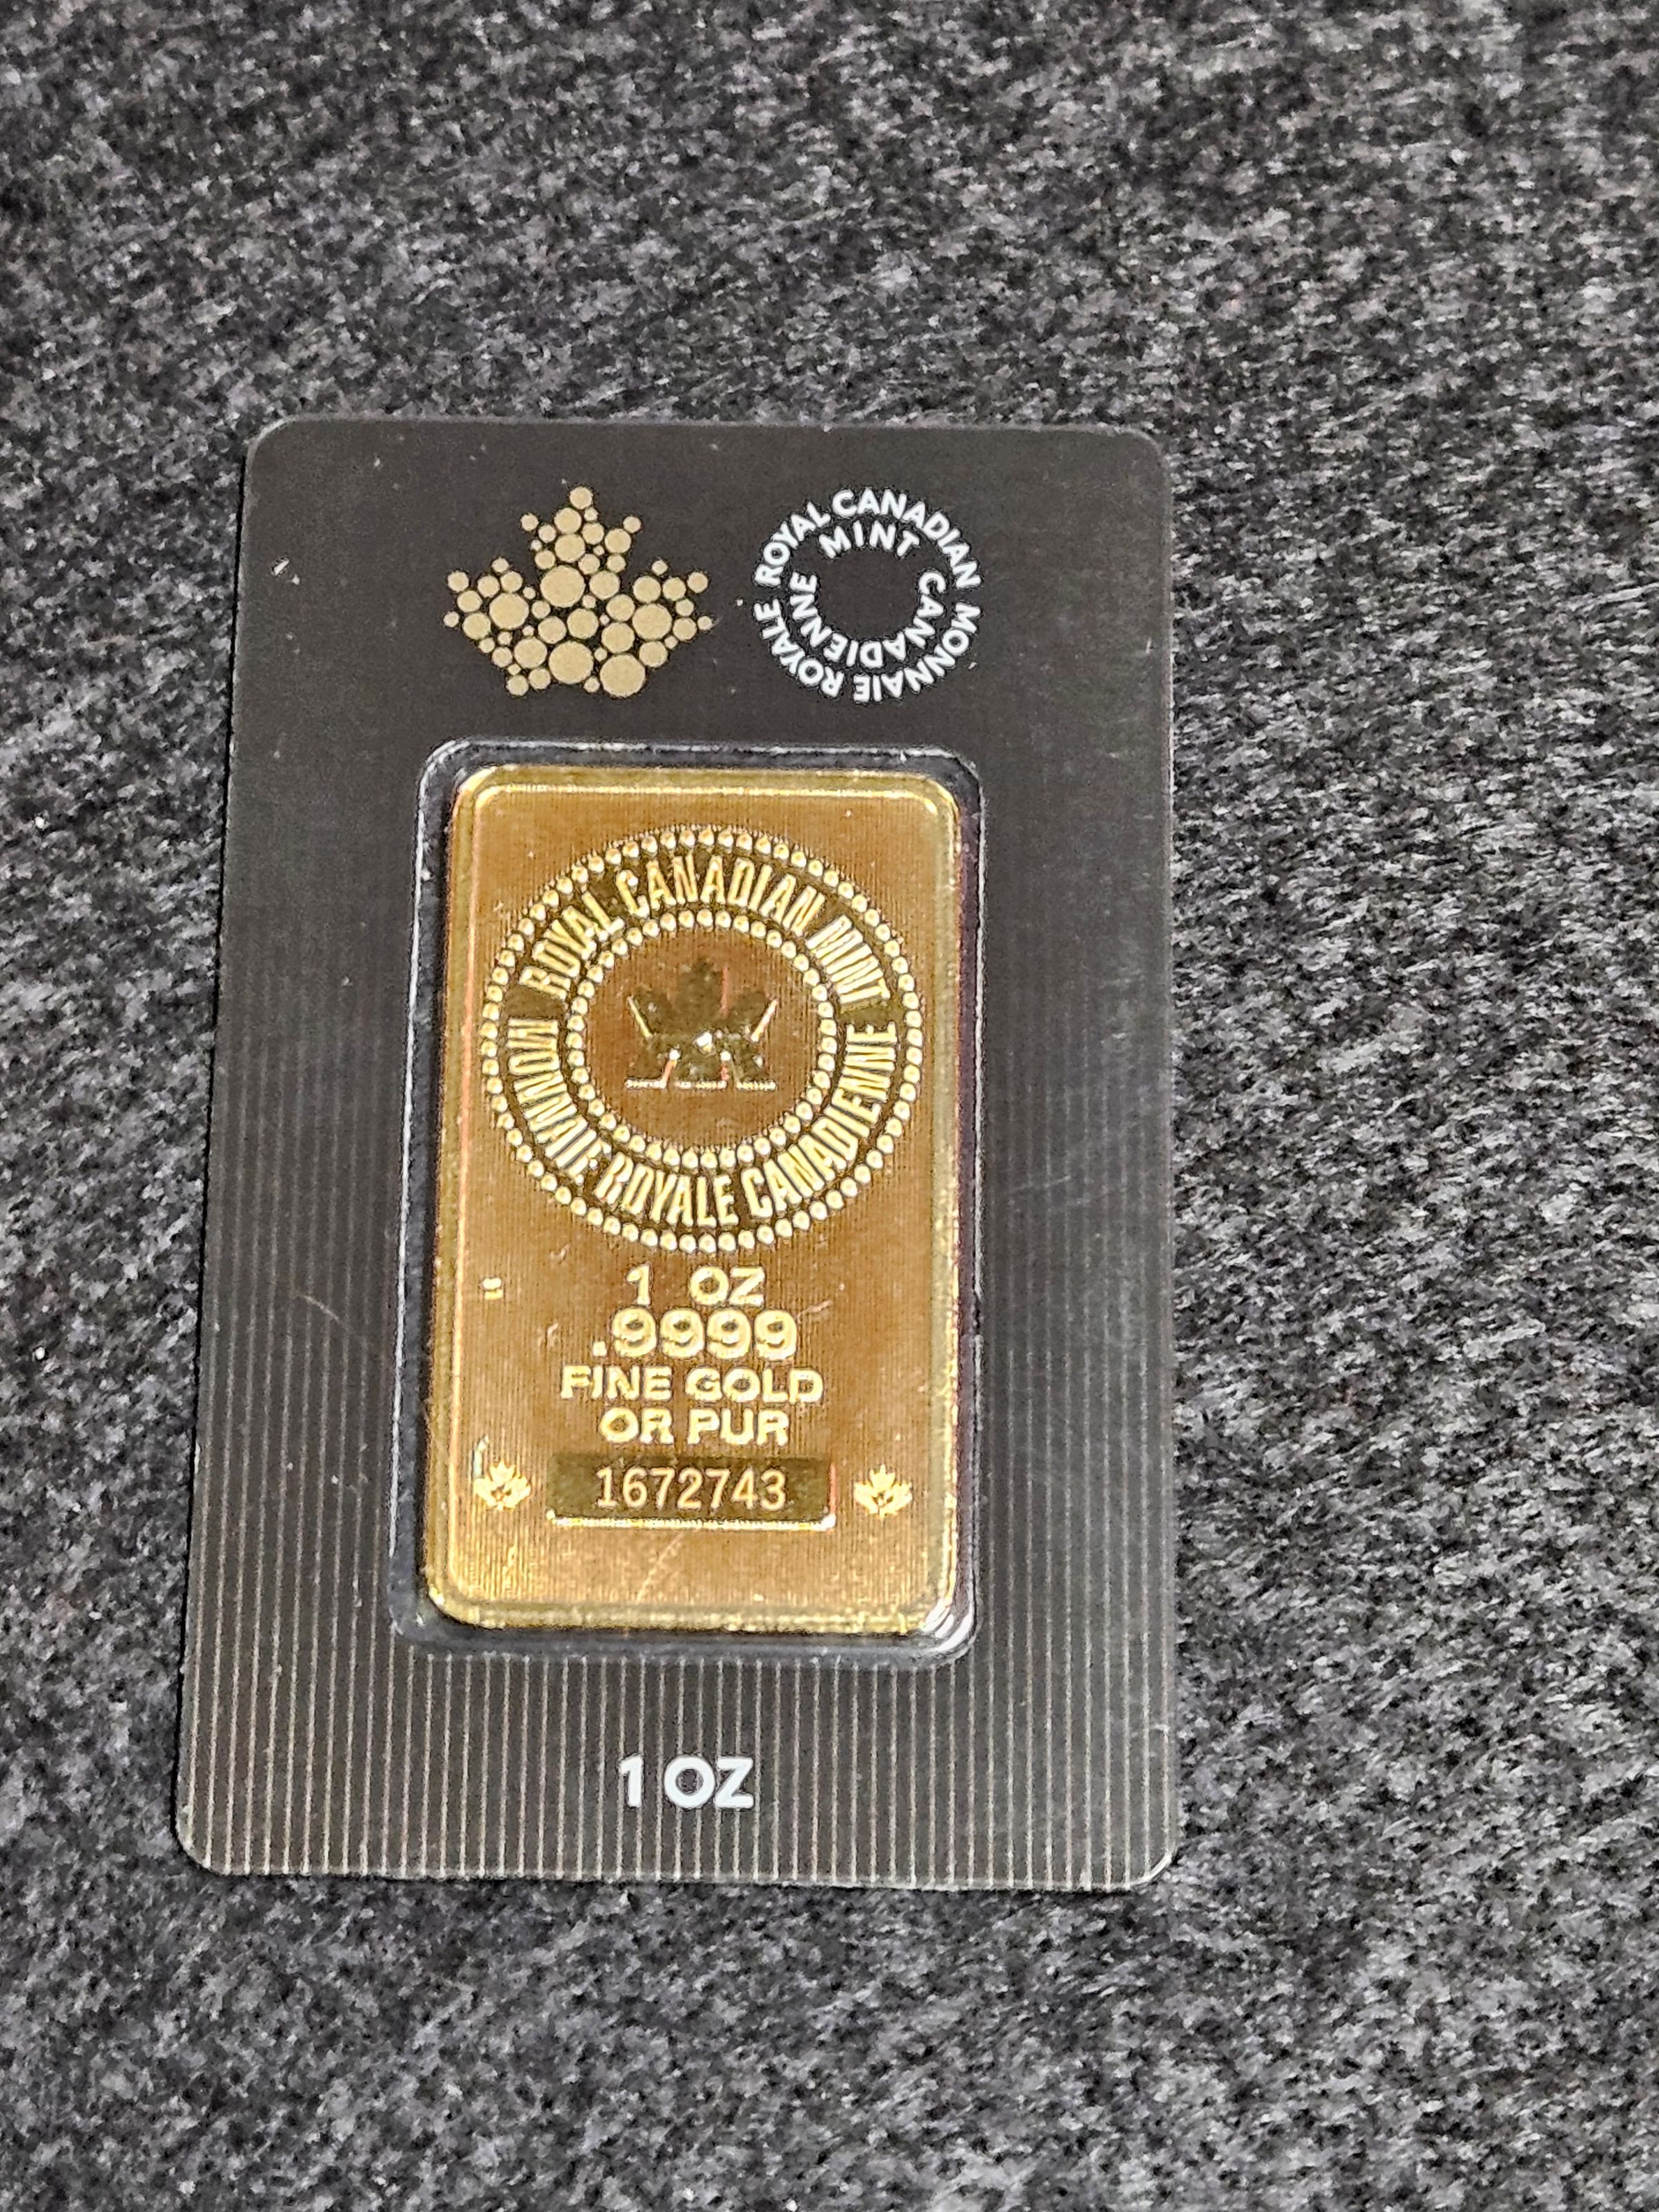 ROYAL CANADIAN MINT
MONNAIE ROYALE CANADIENNE
ROYAL CANADIAN MINT
MONNAIE ROYALE CANADIENNE
1 OZ
.9999
FINE GOLD
OR PUR
1672743
1 OZ